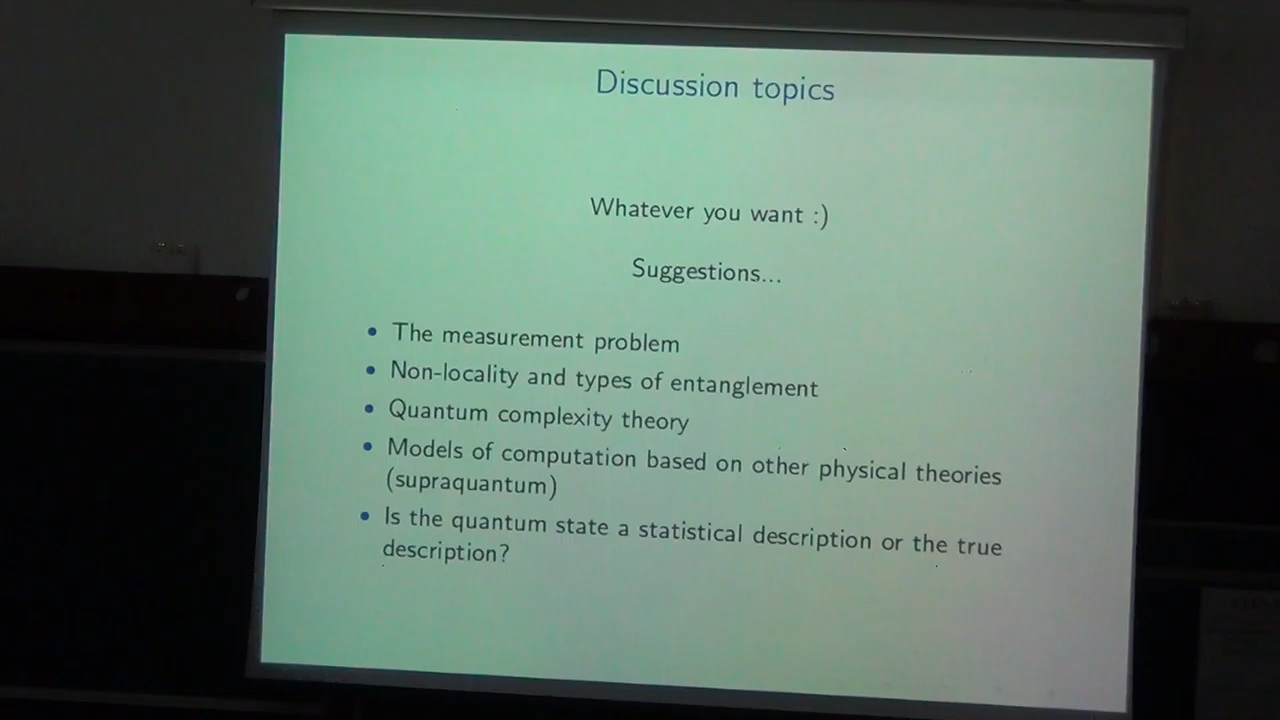 Discussion topics
Whatever you want :)
Suggestions...
• The measurement problem
• Non-locality and types of entanglement
• Quantum complexity theory
• Models of computation based on other physical theories
(supraquantum)
• Is the quantum state a statistical description or the true
description?